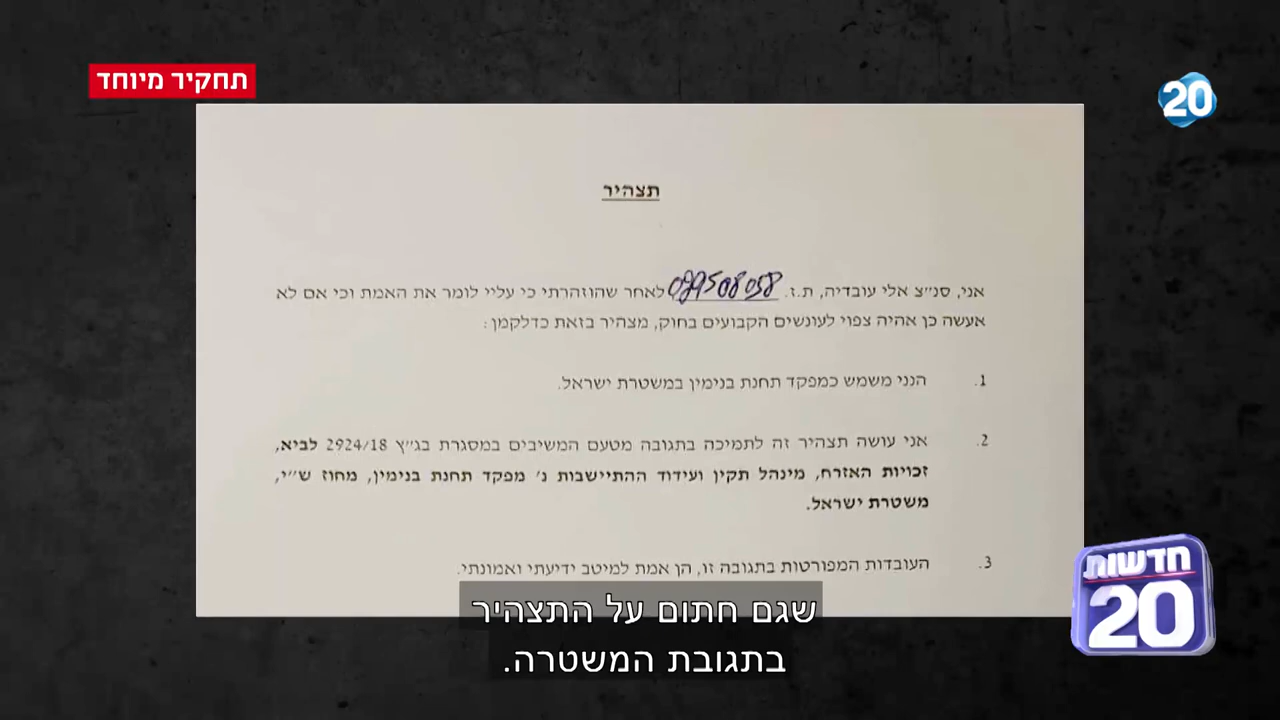 תחקיר מיוחד
20
תצהיר
אני, סנ״צ אלי עובדיה, ת.ז. 089508058 לאחר שהוזהרתי כי עליי לומר את האמת וכי אם לא
אעשה כן אהיה צפוי לעונשים הקבועים בחוק, מצהיר בזאת כדלקמן:
1. הנני משמש כמפקד תחנת בנימין במשטרת ישראל.
2. אני עושה תצהיר זה לתמיכה בתגובה מטעם המשיבים במסגרת בג״ץ 2924/18 לביא,
זכויות האזרח, מינהל תקין ועידוד ההתיישבות נ׳ מפקד תחנת בנימין, מחוז ש״י,
משטרת ישראל.
3. העובדות המפורטות בתגובה זו, הן אמת למיטב ידיעתי ואמונתי.
שגם חתום על התצהיר
בתגובת המשטרה.
חדשות
20